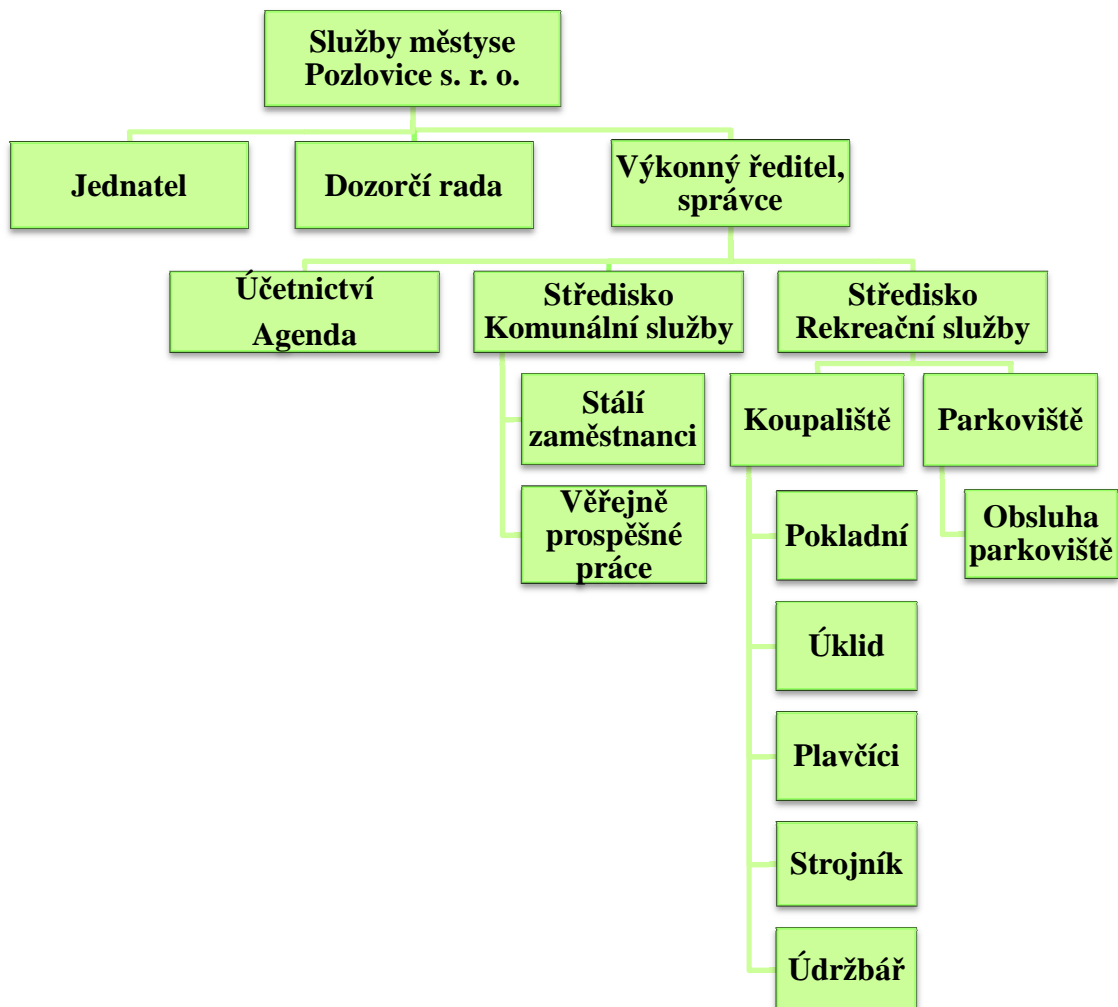 Služby městyse
Pozlovice s. r. o.
Jednatel
Dozorčí rada
Výkonný ředitel,
správce
Účetnictví
Agenda
Středisko
Komunální služby
Středisko
Rekreační služby
Stálí
zaměstnanci
Věřejně
prospěšné
práce
Koupaliště
Parkoviště
Pokladní
Obsluha
parkoviště
Úklid
Plavčíci
Strojník
Údržbář